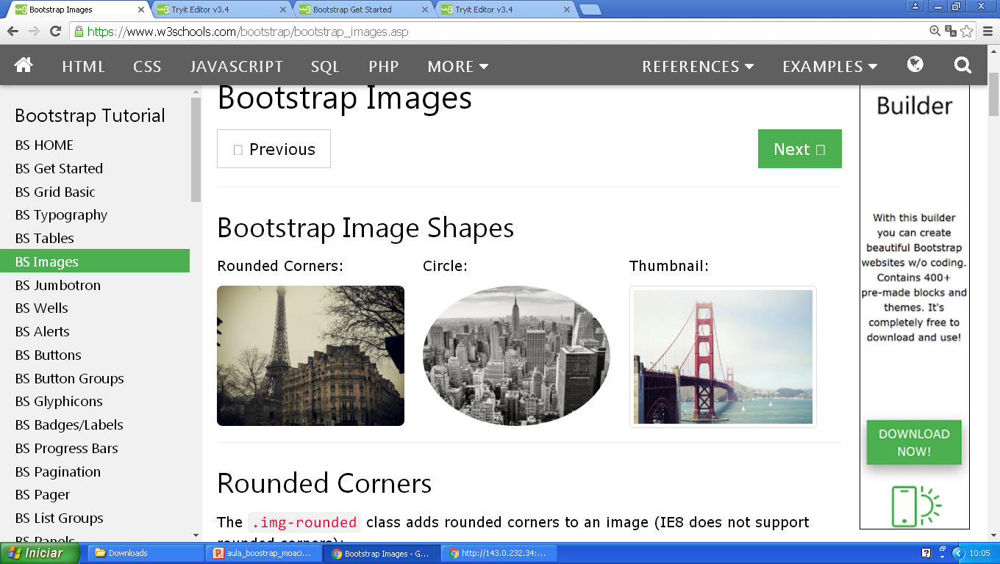 Bootstrap Images
Tryit Editor v3.4
Bootstrap Get Started
Tryit Editor v3.4
https://www.w3schools.com/bootstrap/bootstrap_images.asp
HTML CSS JAVASCRIPT SQL PHP MORE REFERENCES EXAMPLES
Bootstrap Tutorial
BS HOME
BS Get Started
BS Grid Basic
BS Typography
BS Tables
BS Images
BS Jumbotron
BS Wells
BS Alerts
BS Buttons
BS Button Groups
BS Glyphicons
BS Badges/Labels
BS Progress Bars
BS Pagination
BS Pager
BS List Groups
BS Panels
Bootstrap Images
Previous
Next
Bootstrap Image Shapes
Rounded Corners:
Circle:
Thumbnail:
Rounded Corners
The .img-rounded class adds rounded corners to an image (IE8 does not support
rounded corners):
Builder
With this builder
you can create
beautiful Bootstrap
websites w/o coding.
Contains 400+
pre-made blocks and
themes. It's
completely free to
download and use!
DOWNLOAD
NOW!
Iniciar
Downloads
aula_boostrap_moaci...
Bootstrap Images - G...
http://143.0.232.34:...
10:05